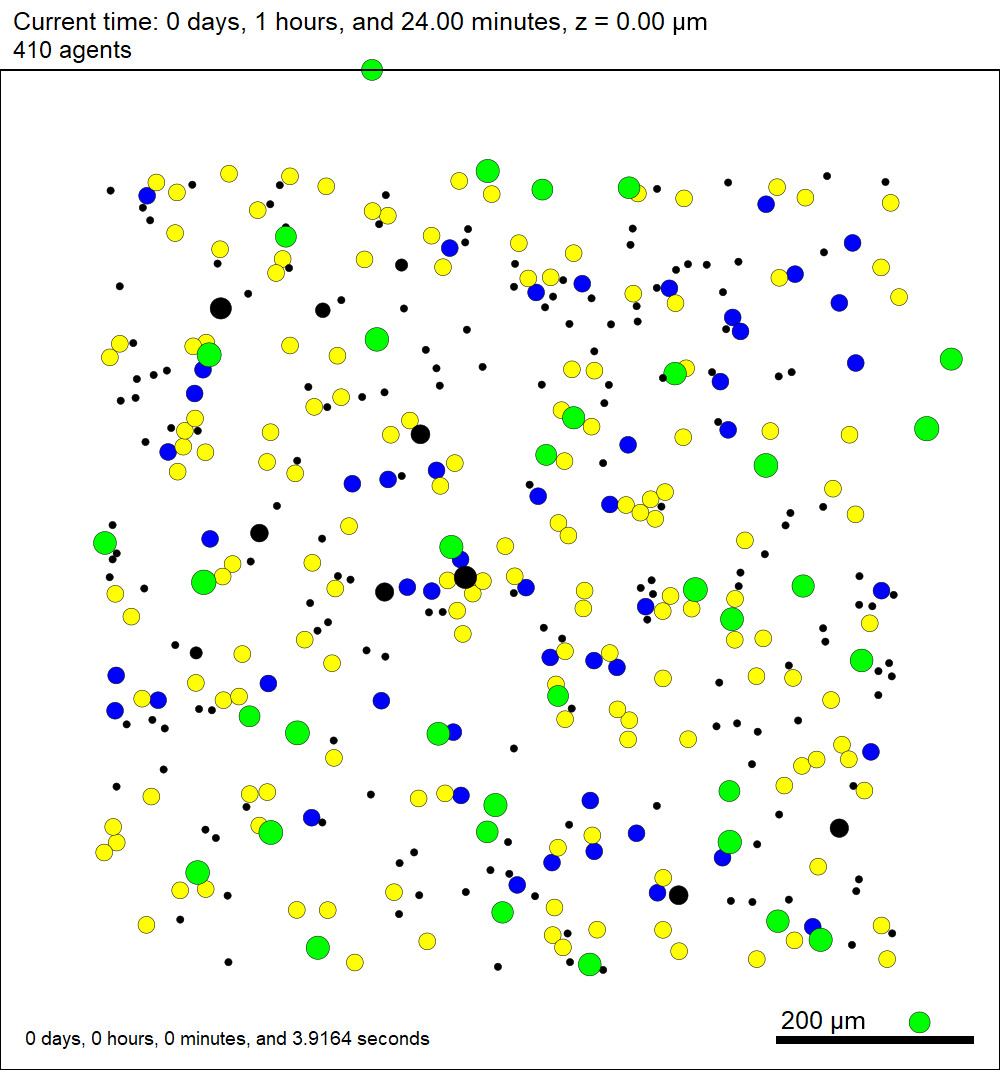 Current time: 0 days, 1 hours, and 24.00 minutes, z = 0.00 µm
410 agents
200 µm
0 days, 0 hours, 0 minutes, and 3.9164 seconds